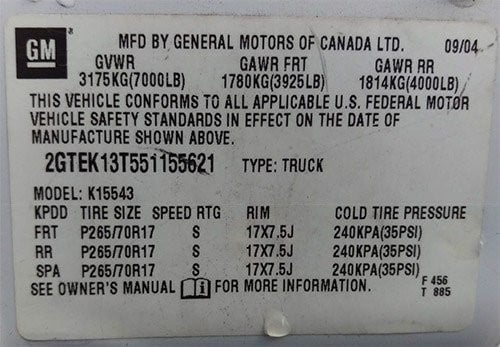 GM
MFD BY GENERAL MOTORS OF CANADA LTD. 09/04
GVWR GAWR FRT GAWR RR
3175KG(7000LB) 1780KG(3925LB) 1814KG(4000LB)
THIS VEHICLE CONFORMS TO ALL APPLICABLE U.S. FEDERAL MOTOR
VEHICLE SAFETY STANDARDS IN EFFECT ON THE DATE OF
MANUFACTURE SHOWN ABOVE.
2GTEK13T551155621 TYPE: TRUCK
MODEL: K15543
KPDD TIRE SIZE SPEED RTG RIM COLD TIRE PRESSURE
FRT P265/70R17 S 17X7.5J 240KPA(35PSI)
RR P265/70R17 S 17X7.5J 240KPA(35PSI)
SPA P265/70R17 S 17X7.5J 240KPA(35PSI)
SEE OWNER'S MANUAL i FOR MORE INFORMATION. F 456
T 885